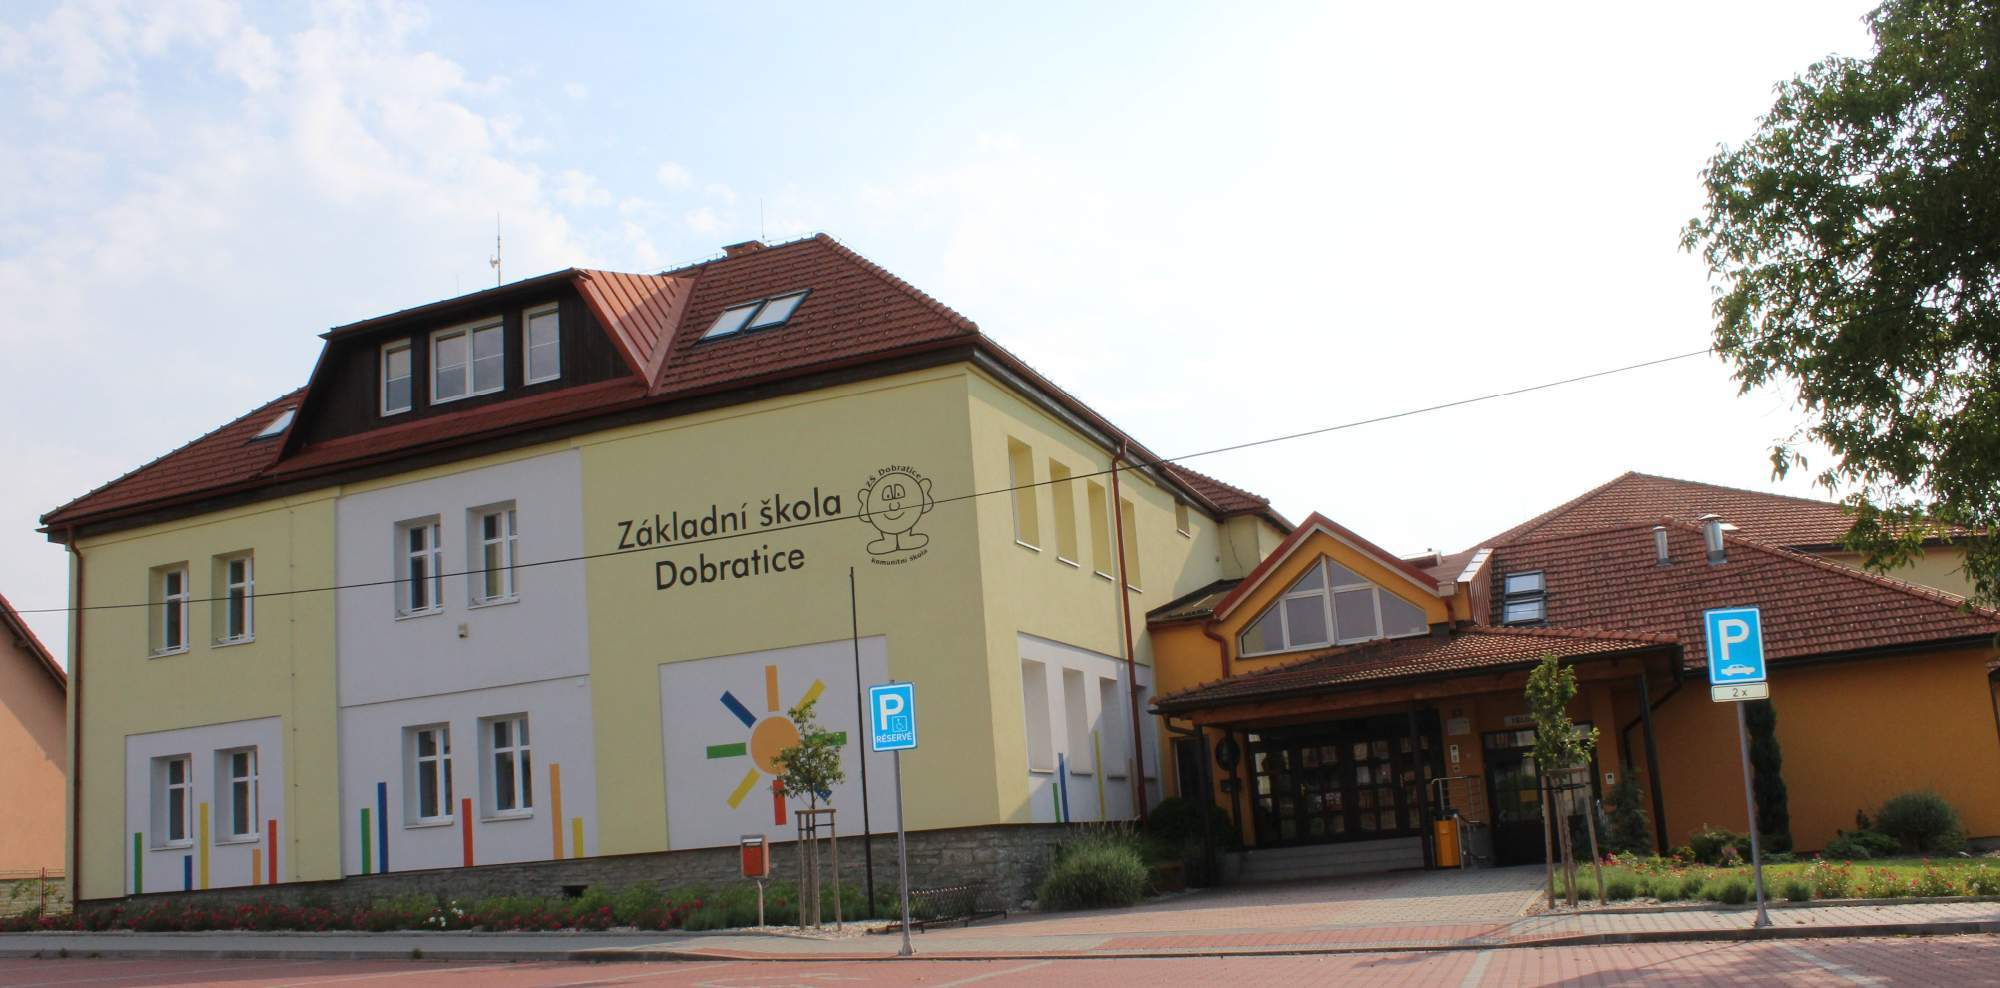 Základní škola
Dobratice
ZŠ Dobratice
komunitní škola
P
RÉSERVÉ
P
2 x